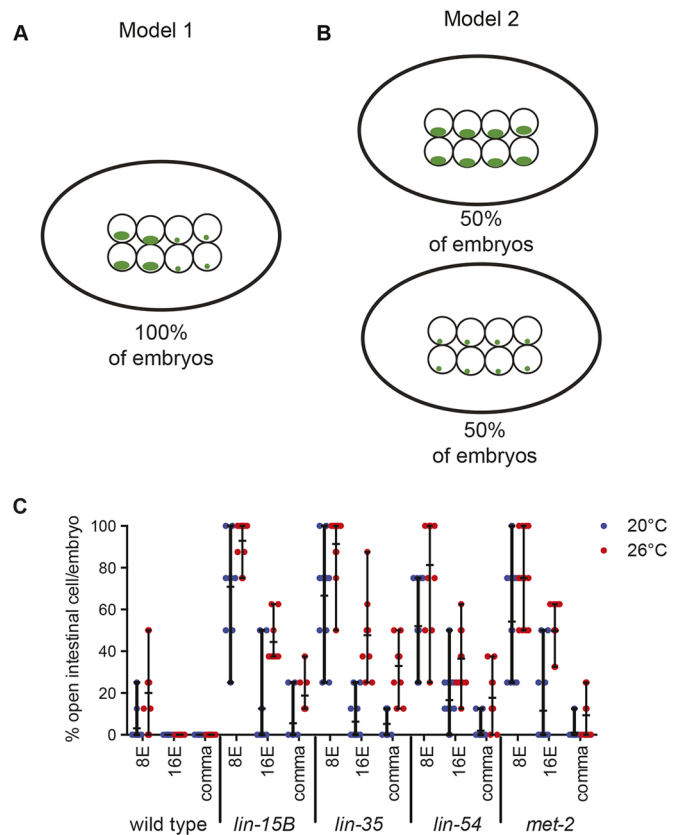 A
Model 1
B
Model 2
100%
of embryos
50%
of embryos
50%
of embryos
C
% open intestinal cell/embryo
100
80
60
40
20
0
20°C
26°C
8E
16E
comma
8E
16E
comma
8E
16E
comma
8E
16E
comma
8E
16E
comma
wild type
lin-15B
lin-35
lin-54
met-2